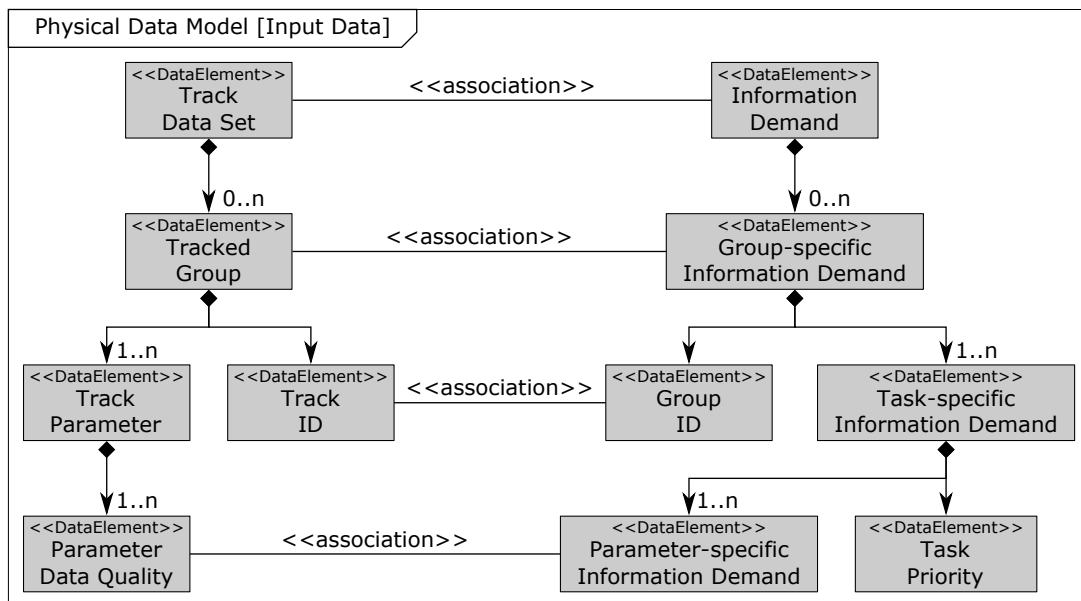 Physical Data Model [Input Data]
<<DataElement>>
Track
Data Set
<<association>>
<<DataElement>>
Information
Demand
0..n
0..n
<<DataElement>>
Tracked
Group
<<association>>
<<DataElement>>
Group-specific
Information Demand
1..n
1..n
<<DataElement>>
Track
Parameter
<<DataElement>>
Track
ID
<<association>>
<<DataElement>>
Group
ID
<<DataElement>>
Task-specific
Information Demand
1..n
1..n
<<DataElement>>
Parameter
Data Quality
<<association>>
<<DataElement>>
Parameter-specific
Information Demand
<<DataElement>>
Task
Priority